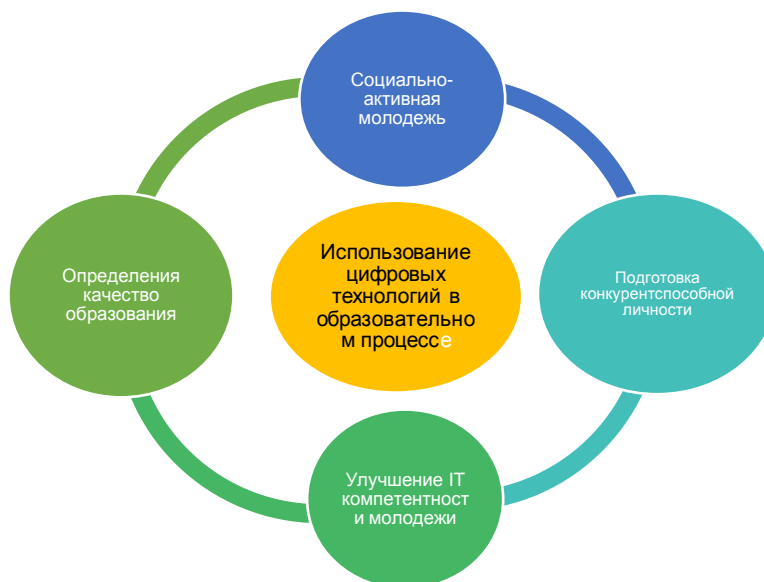 Социально-
активная
молодежь
Определения
качество
образования
Использование
цифровых
технологий в
образовательно
м процессе
Подготовка
конкурентспособной
личности
Улучшение IT
компетентност
и молодежи